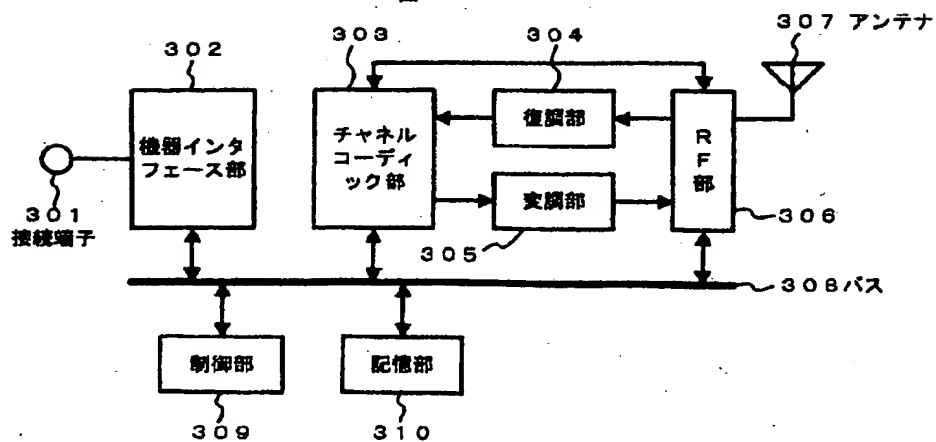 307 アンテナ
302
303
304
機器インタ
フェース部
チャネル
コーディ
ック部
復調部
変調部
RF部
301
接続端子
305
306
308バス
制御部
記憶部
309
310